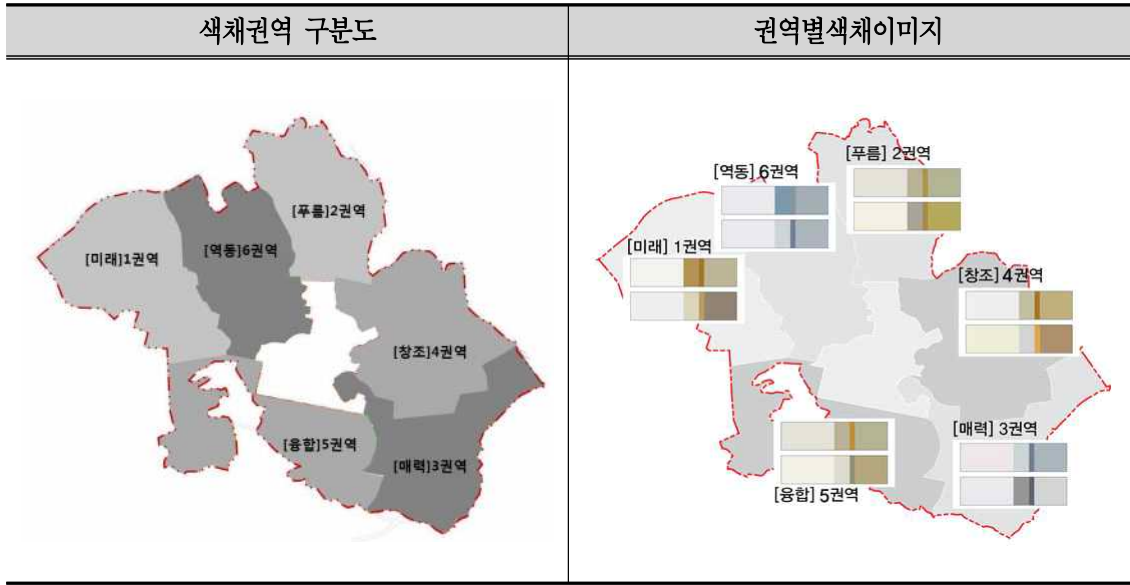 색채권역 구분도
권역별색채이미지
[푸름]2권역
[역동]6권역
[미래]1권역
[창조]4권역
[융합]5권역
[매력]3권역
[푸름] 2권역
[역동] 6권역
[미래] 1권역
[창조] 4권역
[매력] 3권역
[융합] 5권역